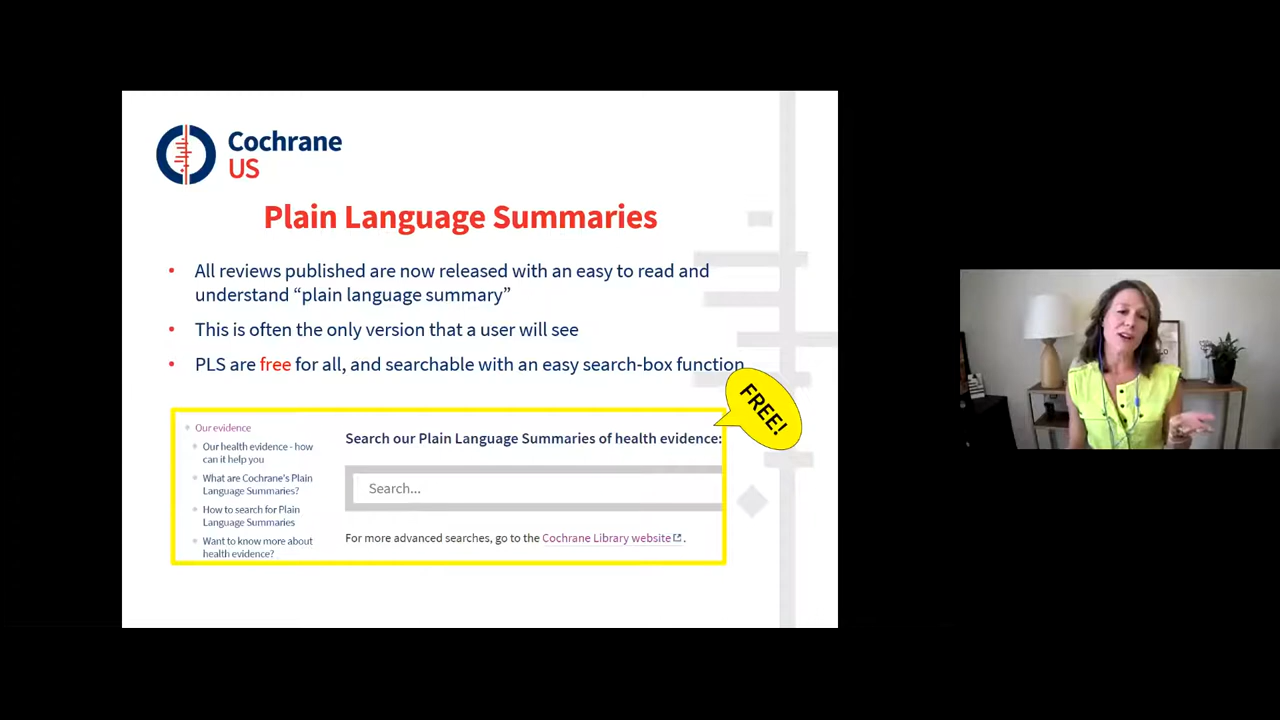 Cochrane
US
Plain Language Summaries
• All reviews published are now released with an easy to read and
understand “plain language summary”
• This is often the only version that a user will see
• PLS are free for all, and searchable with an easy search-box function
FREE!
Our evidence
Our health evidence - how
can it help you
What are Cochrane's Plain
Language Summaries?
How to search for Plain
Language Summaries
Want to know more about
health evidence?
Search our Plain Language Summaries of health evidence:
Search...
For more advanced searches, go to the Cochrane Library website.